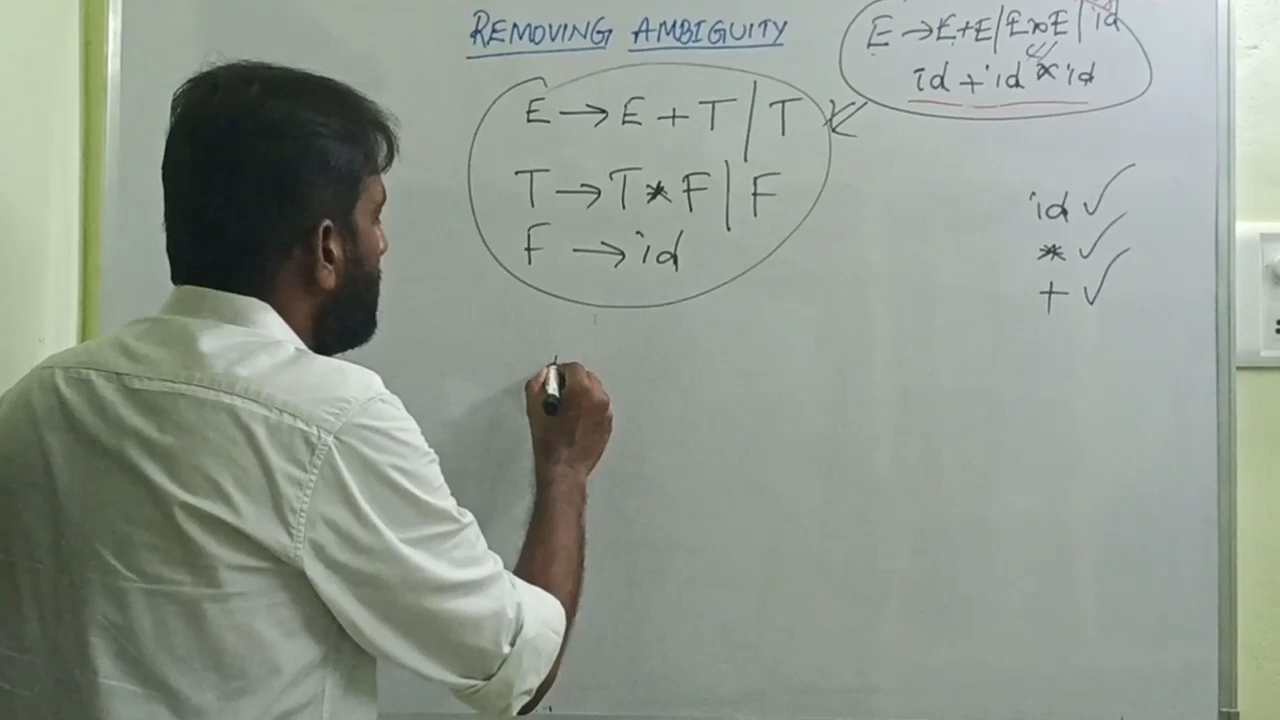 REMOVING AMBIGUITY
E → E + T | T
T → T * F | F
F → id
E → E+E | E*E | id
id + id * id
id ✓
* ✓
+ ✓